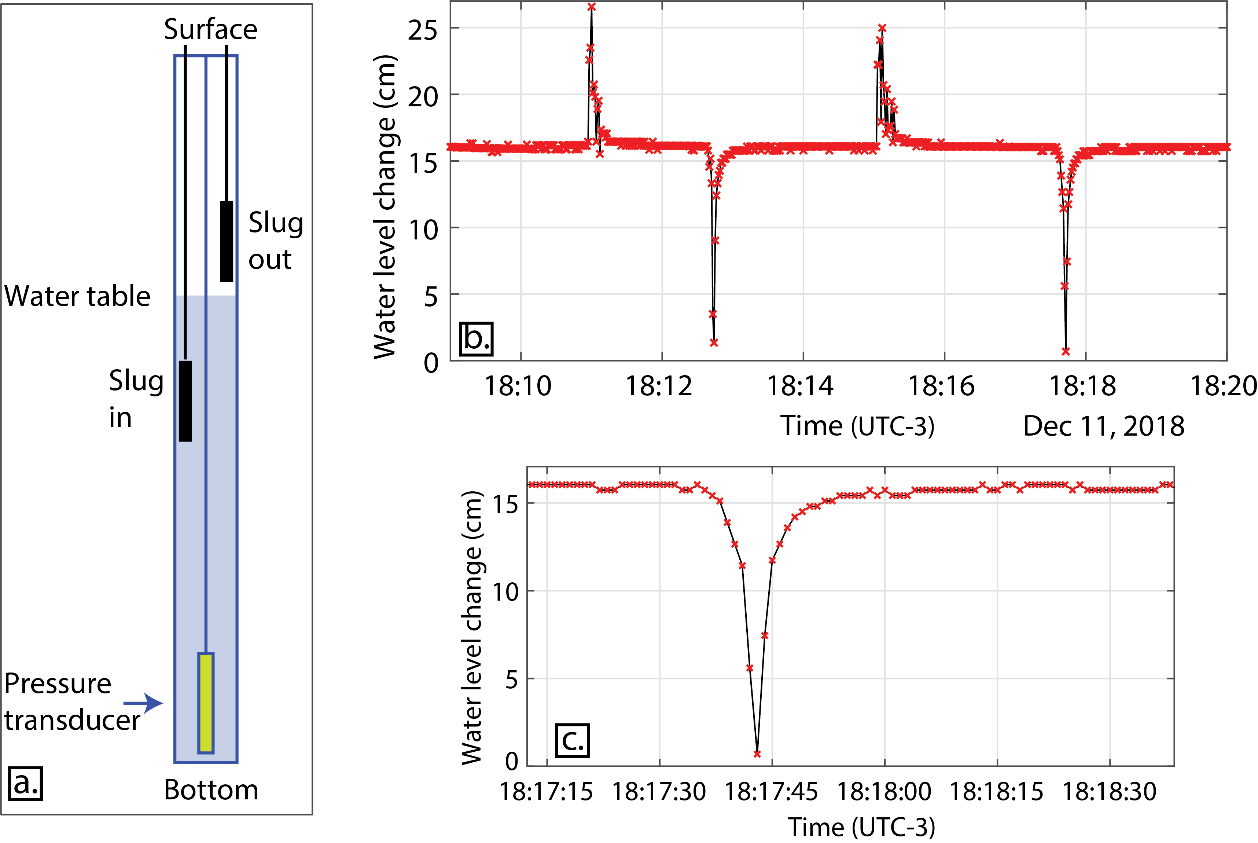 Surface
Slug
out
Water table
Slug
in
Pressure
transducer
a.
Bottom
Water level change (cm)
25
20
15
10
5
0
b.
18:10
18:12
18:14
18:16
18:18
18:20
Time (UTC-3)
Dec 11, 2018
Water level change (cm)
15
10
5
0
c.
18:17:15
18:17:30
18:17:45
18:18:00
18:18:15
18:18:30
Time (UTC-3)